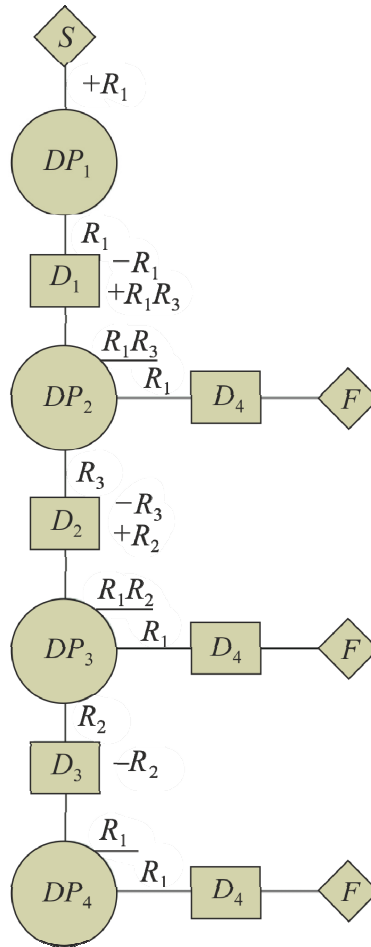 S
+R₁
DP₁
R₁
D₁
−R₁
+R₁R₃
R₁R₃
DP₂
R₁
D₄
F
R₃
D₂
−R₃
+R₂
R₁R₂
DP₃
R₁
D₄
F
R₂
D₃
−R₂
R₁
DP₄
R₁
D₄
F